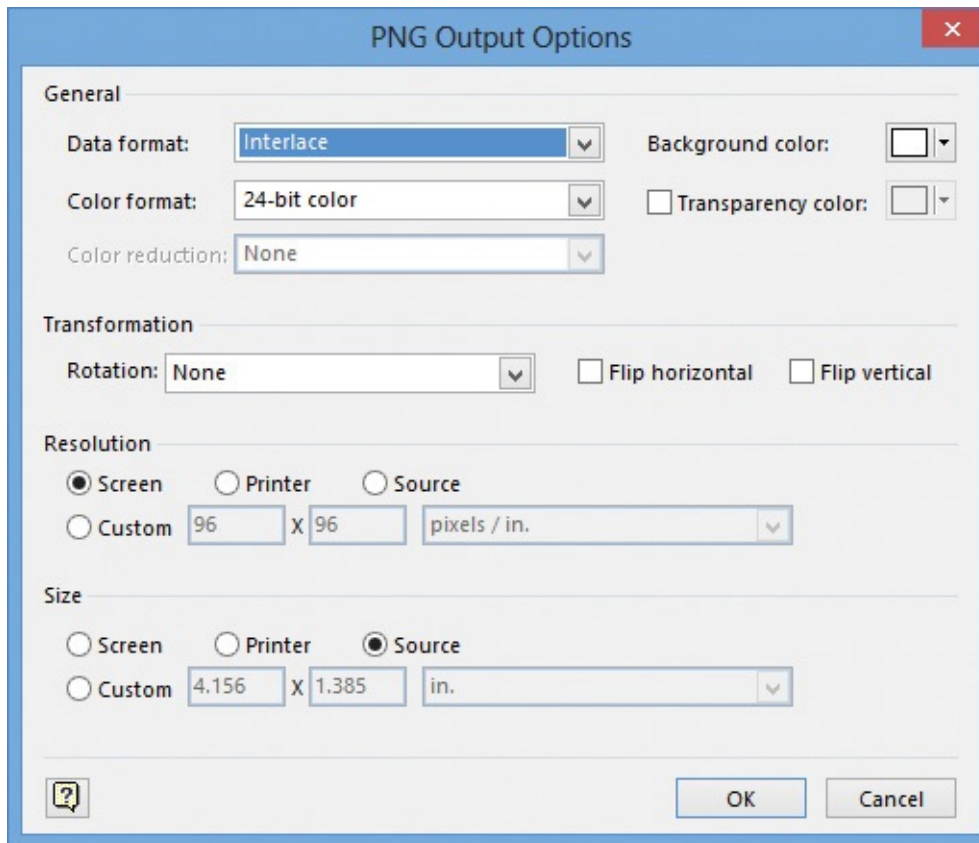 PNG Output Options
General
Data format: Interlace Background color:
Color format: 24-bit color Transparency color:
Color reduction: None
Transformation
Rotation: None Flip horizontal Flip vertical
Resolution
Screen Printer Source
Custom 96 X 96 pixels / in.
Size
Screen Printer Source
Custom 4.156 X 1.385 in.
? OK Cancel